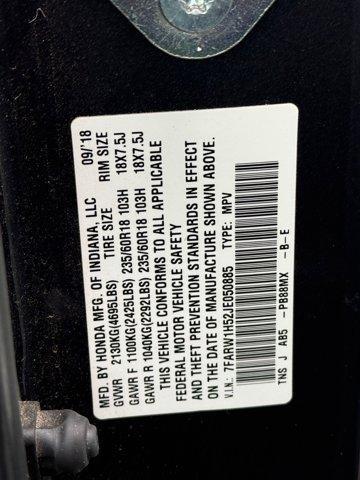 MFD. BY HONDA MFG. OF INDIANA, LLC 09/'18
GVWR 2130KG(4695LBS) TIRE SIZE RIM SIZE
GAWR F 1100KG(2425LBS) 235/60R18 103H 18X7.5J
GAWR R 1040KG(2292LBS) 235/60R18 103H 18X7.5J
THIS VEHICLE CONFORMS TO ALL APPLICABLE
FEDERAL MOTOR VEHICLE SAFETY
AND THEFT PREVENTION STANDARDS IN EFFECT
ON THE DATE OF MANUFACTURE SHOWN ABOVE.
V.I.N.: 7FARW1H52JE050885 TYPE: MPV
TNS J AB5 -PB88MX -B-E